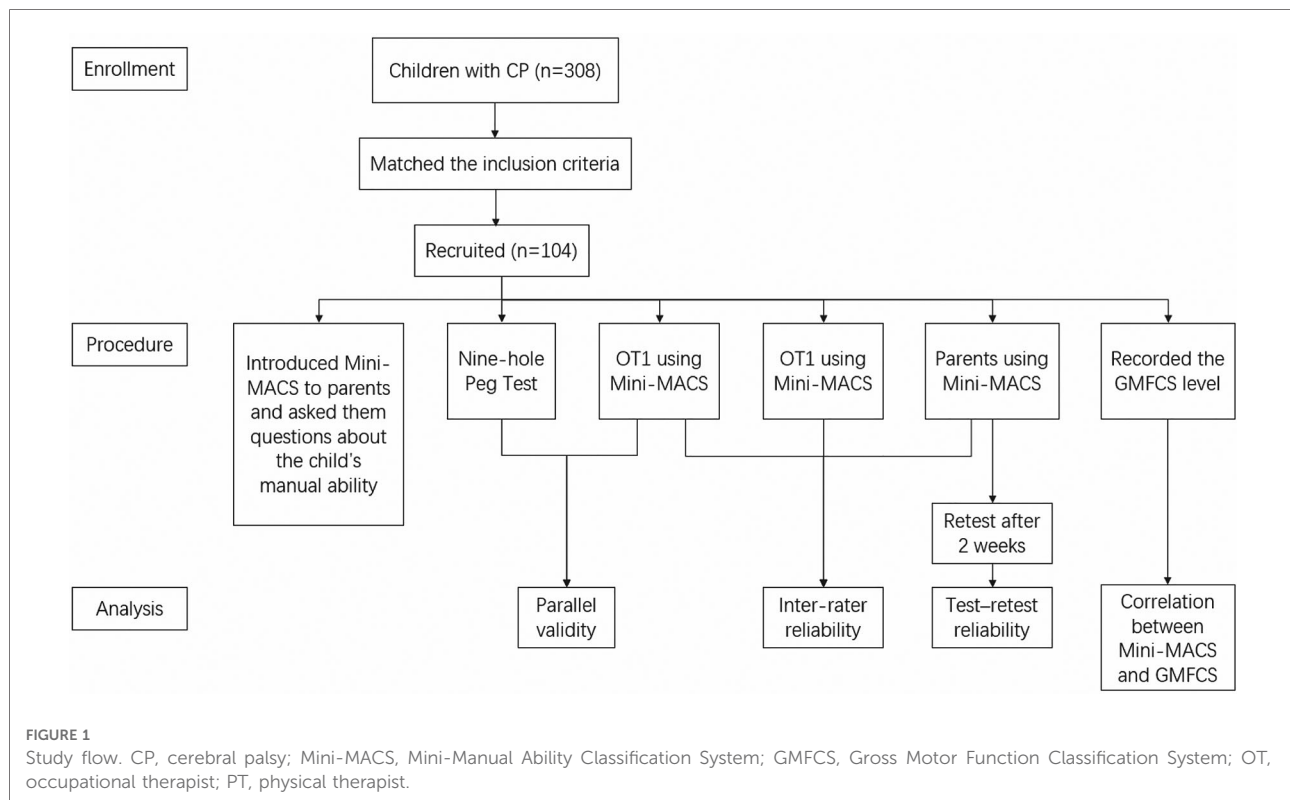 Enrollment
Children with CP (n=308)
Matched the inclusion criteria
Recruited (n=104)
Procedure
Introduced Mini-
MACS to parents
and asked them
questions about
the child's
manual ability
Nine-hole
Peg Test
OT1 using
Mini-MACS
OT1 using
Mini-MACS
Parents using
Mini-MACS
Recorded the
GMFCS level
Retest after
2 weeks
Analysis
Parallel
validity
Inter-rater
reliability
Test–retest
reliability
Correlation
between
Mini-MACS
and GMFCS
FIGURE 1
Study flow. CP, cerebral palsy; Mini-MACS, Mini-Manual Ability Classification System; GMFCS, Gross Motor Function Classification System; OT,
occupational therapist; PT, physical therapist.